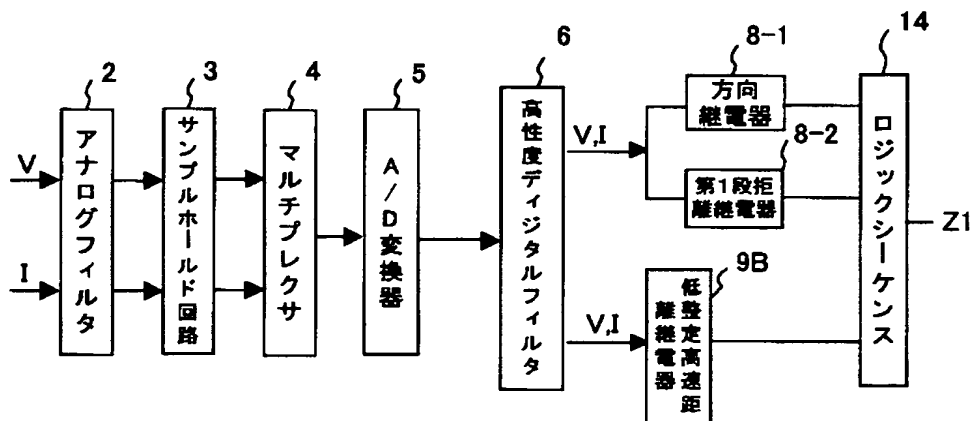 2
3
4
5
6
8-1
14
V
I
アナログフィルタ
サンプルホールド回路
マルチプレクサ
A/D変換器
高性度ディジタルフィルタ
V,I
方向
継電器
8-2
第1段拒
離継電器
V,I
9B
低整定高速距
離継電器
ロジックシーケンス
Z1